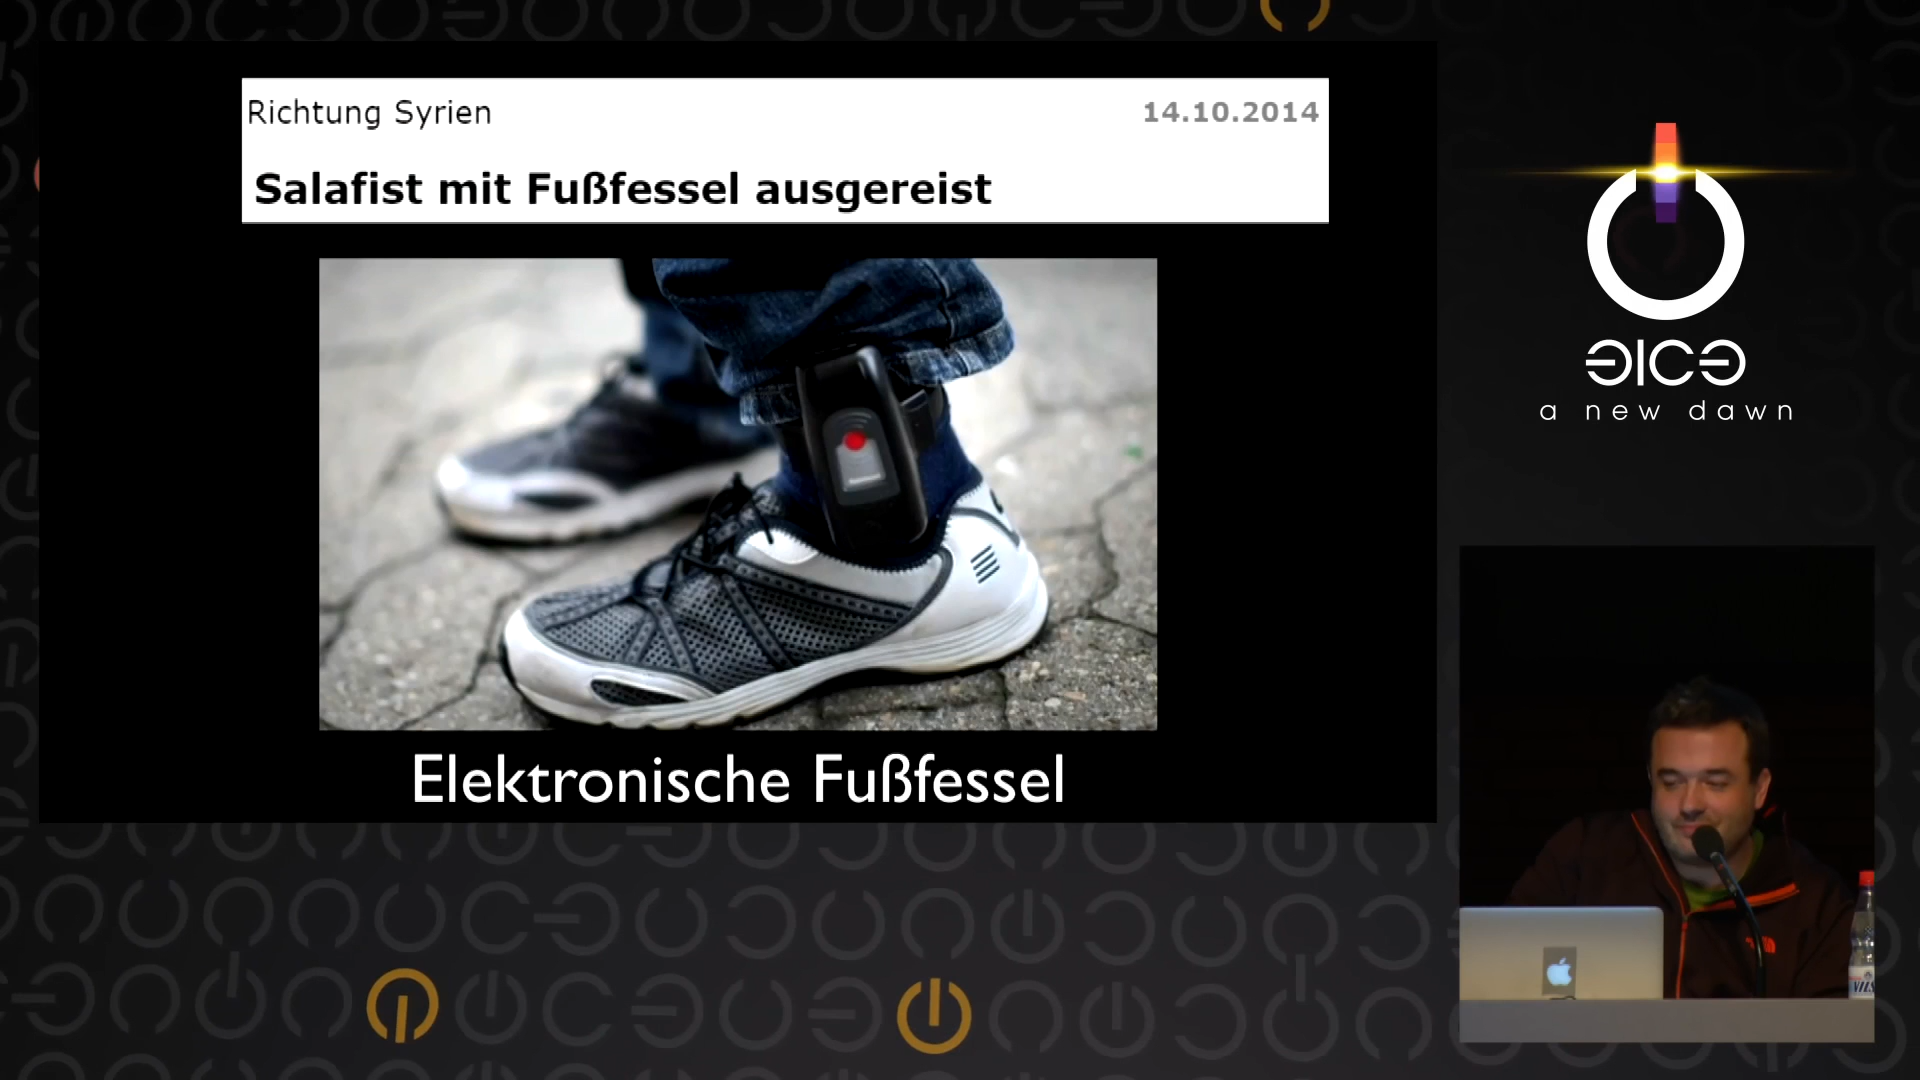 Richtung Syrien
14.10.2014
Salafist mit Fußfessel ausgereist
Elektronische Fußfessel
a new dawn